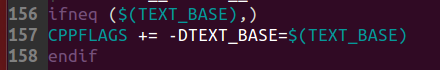 156 ifneq ($(TEXT_BASE),)
157 CPPFLAGS += -DTEXT_BASE=$(TEXT_BASE)
158 endif